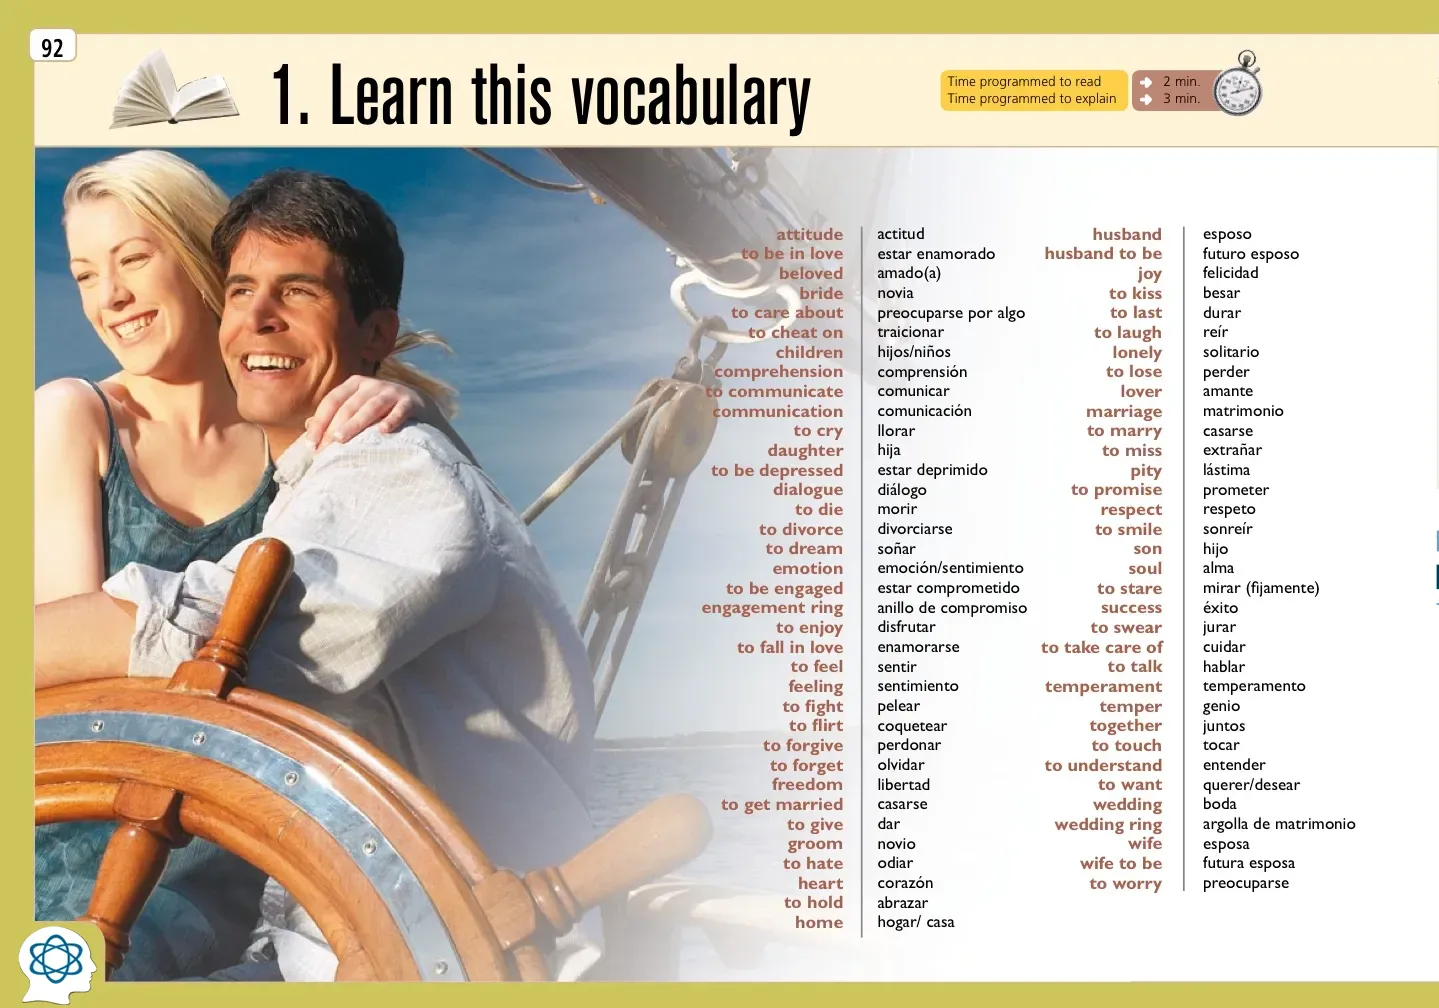 92
1. Learn this vocabulary
Time programmed to read 2 min.
Time programmed to explain 3 min.
attitude actitud
to be in love estar enamorado
beloved amado(a)
bride novia
to care about preocuparse por algo
to cheat on traicionar
children hijos/niños
comprehension comprensión
to communicate comunicar
communication comunicación
to cry llorar
daughter hija
to be depressed estar deprimido
dialogue diálogo
to die morir
to divorce divorciarse
to dream soñar
emotion emoción/sentimiento
to be engaged estar comprometido
engagement ring anillo de compromiso
to enjoy disfrutar
to fall in love enamorarse
to feel sentir
feeling sentimiento
to fight pelear
to flirt coquetear
to forgive perdonar
to forget olvidar
freedom libertad
to get married casarse
to give dar
groom novio
to hate odiar
heart corazón
to hold abrazar
home hogar/ casa
husband esposo
husband to be futuro esposo
joy felicidad
to kiss besar
to last durar
to laugh reír
lonely solitario
to lose perder
lover amante
marriage matrimonio
to marry casarse
to miss extrañar
pity lástima
to promise prometer
respect respeto
to smile sonreír
son hijo
soul alma
to stare mirar (fijamente)
success éxito
to swear jurar
to take care of cuidar
to talk hablar
temperament temperamento
temper genio
together juntos
to touch tocar
to understand entender
to want querer/desear
wedding boda
wedding ring argolla de matrimonio
wife esposa
wife to be futura esposa
to worry preocuparse